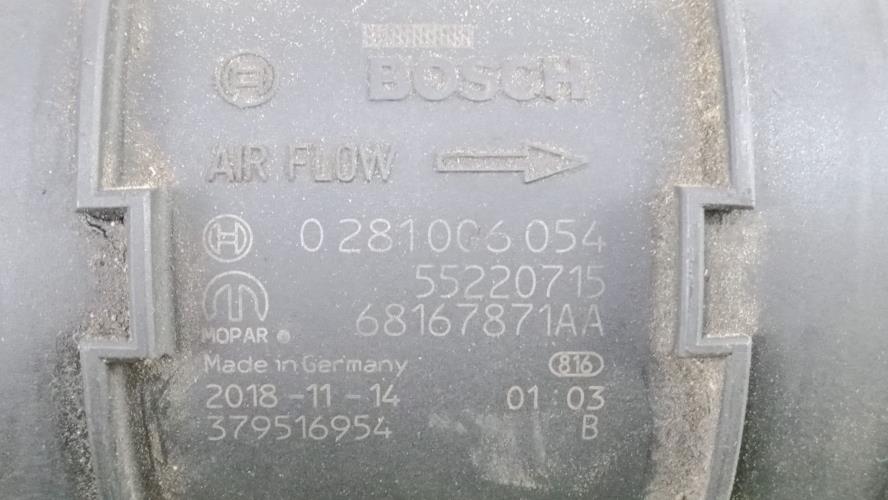 BOSCH
AIR FLOW
0 281 006 054
55220715
MOPAR ® 68167871AA
Made in Germany 816
2018-11-14 01:03
379516954 B